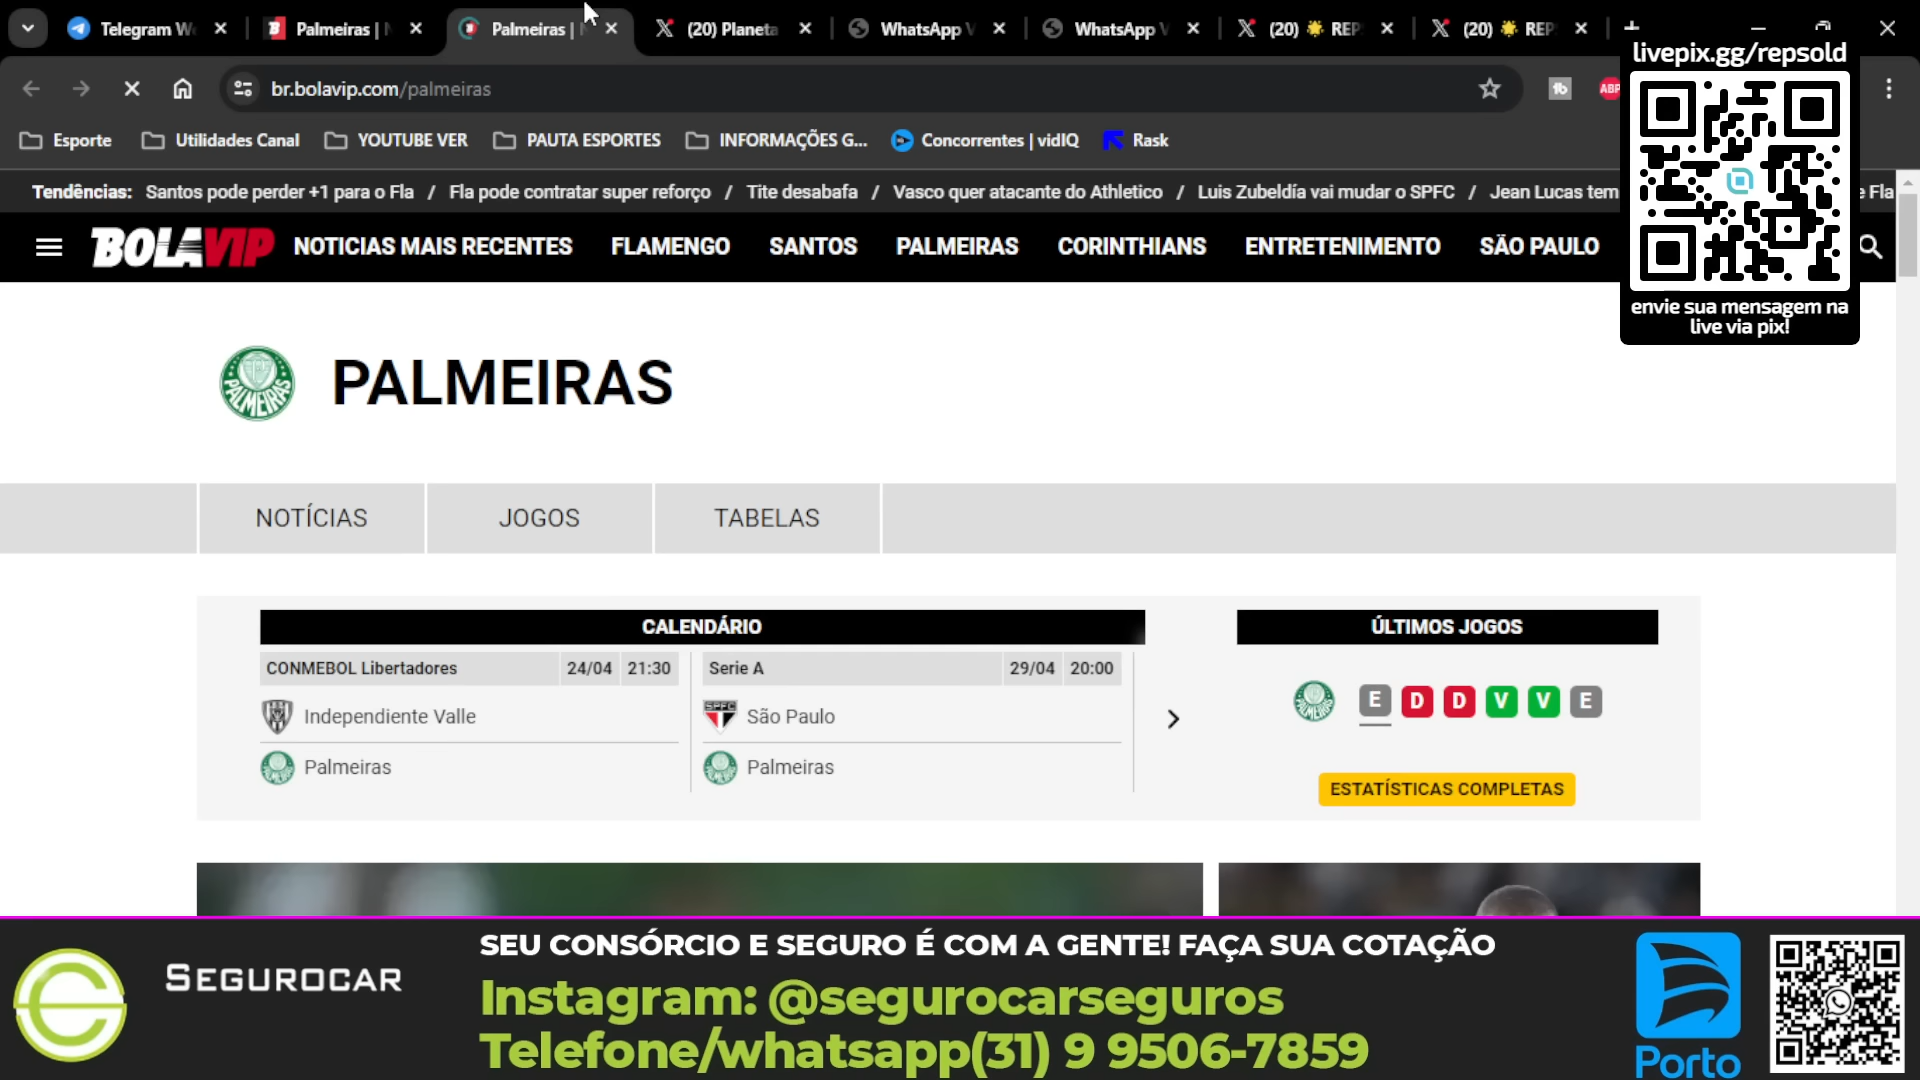 Telegram We
Palmeiras | N
Palmeiras | N
(20) Planeta
WhatsApp V
WhatsApp V
(20) 🌟 REP
(20) 🌟 REP
br.bolavip.com/palmeiras
ABP
Esporte
Utilidades Canal
YOUTUBE VER
PAUTA ESPORTES
INFORMAÇÕES G...
Concorrentes | vidIQ
Rask
livepix.gg/repsold
envie sua mensagem na
live via pix!
Tendências: Santos pode perder +1 para o Fla / Fla pode contratar super reforço / Tite desabafa / Vasco quer atacante do Athletico / Luis Zubeldía vai mudar o SPFC / Jean Lucas tem
e Fla
BOLAVIP
NOTICIAS MAIS RECENTES
FLAMENGO
SANTOS
PALMEIRAS
CORINTHIANS
ENTRETENIMENTO
SÃO PAULO
PALMEIRAS
NOTÍCIAS
JOGOS
TABELAS
CALENDÁRIO
CONMEBOL Libertadores 24/04 21:30
Independiente Valle
Palmeiras
Serie A 29/04 20:00
São Paulo
Palmeiras
ÚLTIMOS JOGOS
E D D V V E
ESTATÍSTICAS COMPLETAS
SEGUROCAR
SEU CONSÓRCIO E SEGURO É COM A GENTE! FAÇA SUA COTAÇÃO
Instagram: @segurocarseguros
Telefone/whatsapp(31) 9 9506-7859
Porto